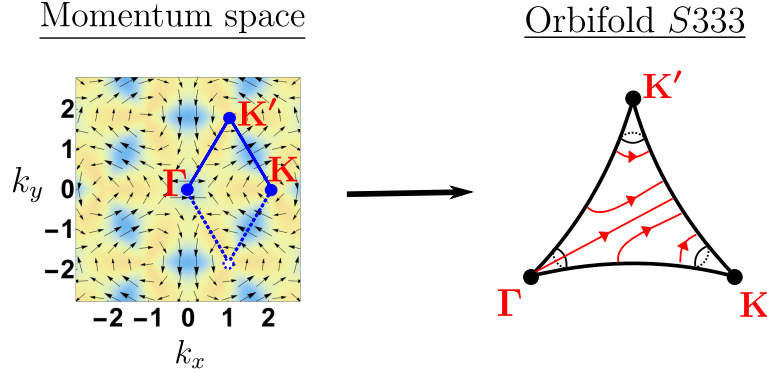 Momentum space
k_y
2
1
0
−1
−2
−2 −1 0 1 2
k_x
Γ
K′
K
Orbifold S333
K′
Γ
K